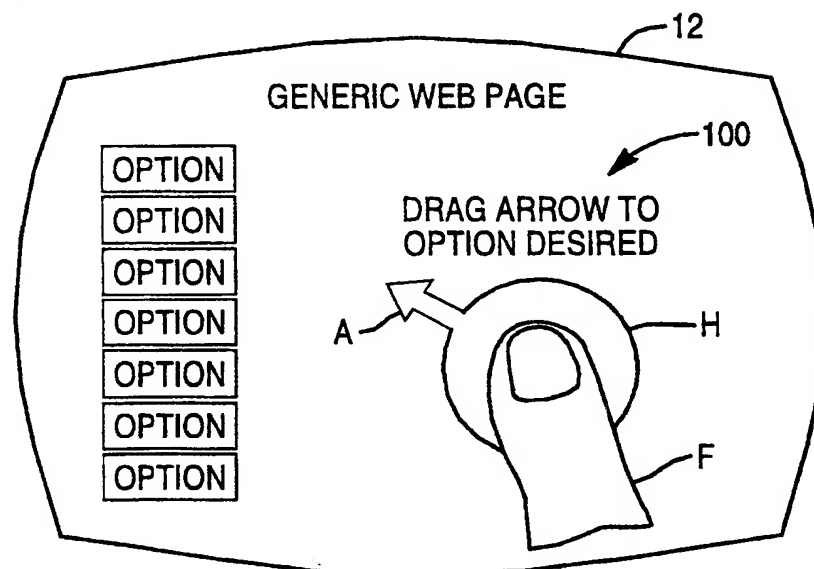 12
GENERIC WEB PAGE
100
OPTION
OPTION
OPTION
OPTION
OPTION
OPTION
OPTION
DRAG ARROW TO
OPTION DESIRED
A
H
F